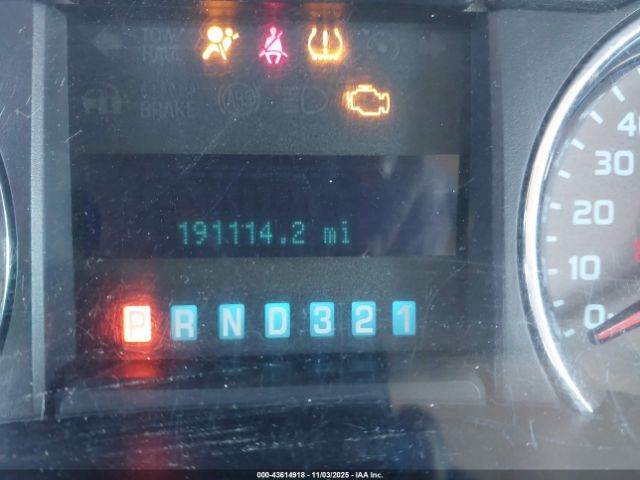 TOW/
HAUL
BRAKE
ABS
191114.2 mi
P R N D 3 2 1
40
30
20
10
0
000-43614918 - 11/03/2025 - IAA Inc.